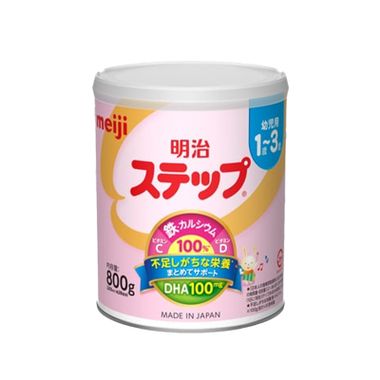 meiji
幼児用
1歳~3歳
明治
ステップ®
鉄・カルシウム
ビタミンC
100%
ビタミンD
不足しがちな栄養
まとめてサポート
DHA100mg
内容量:
800g
MADE IN JAPAN